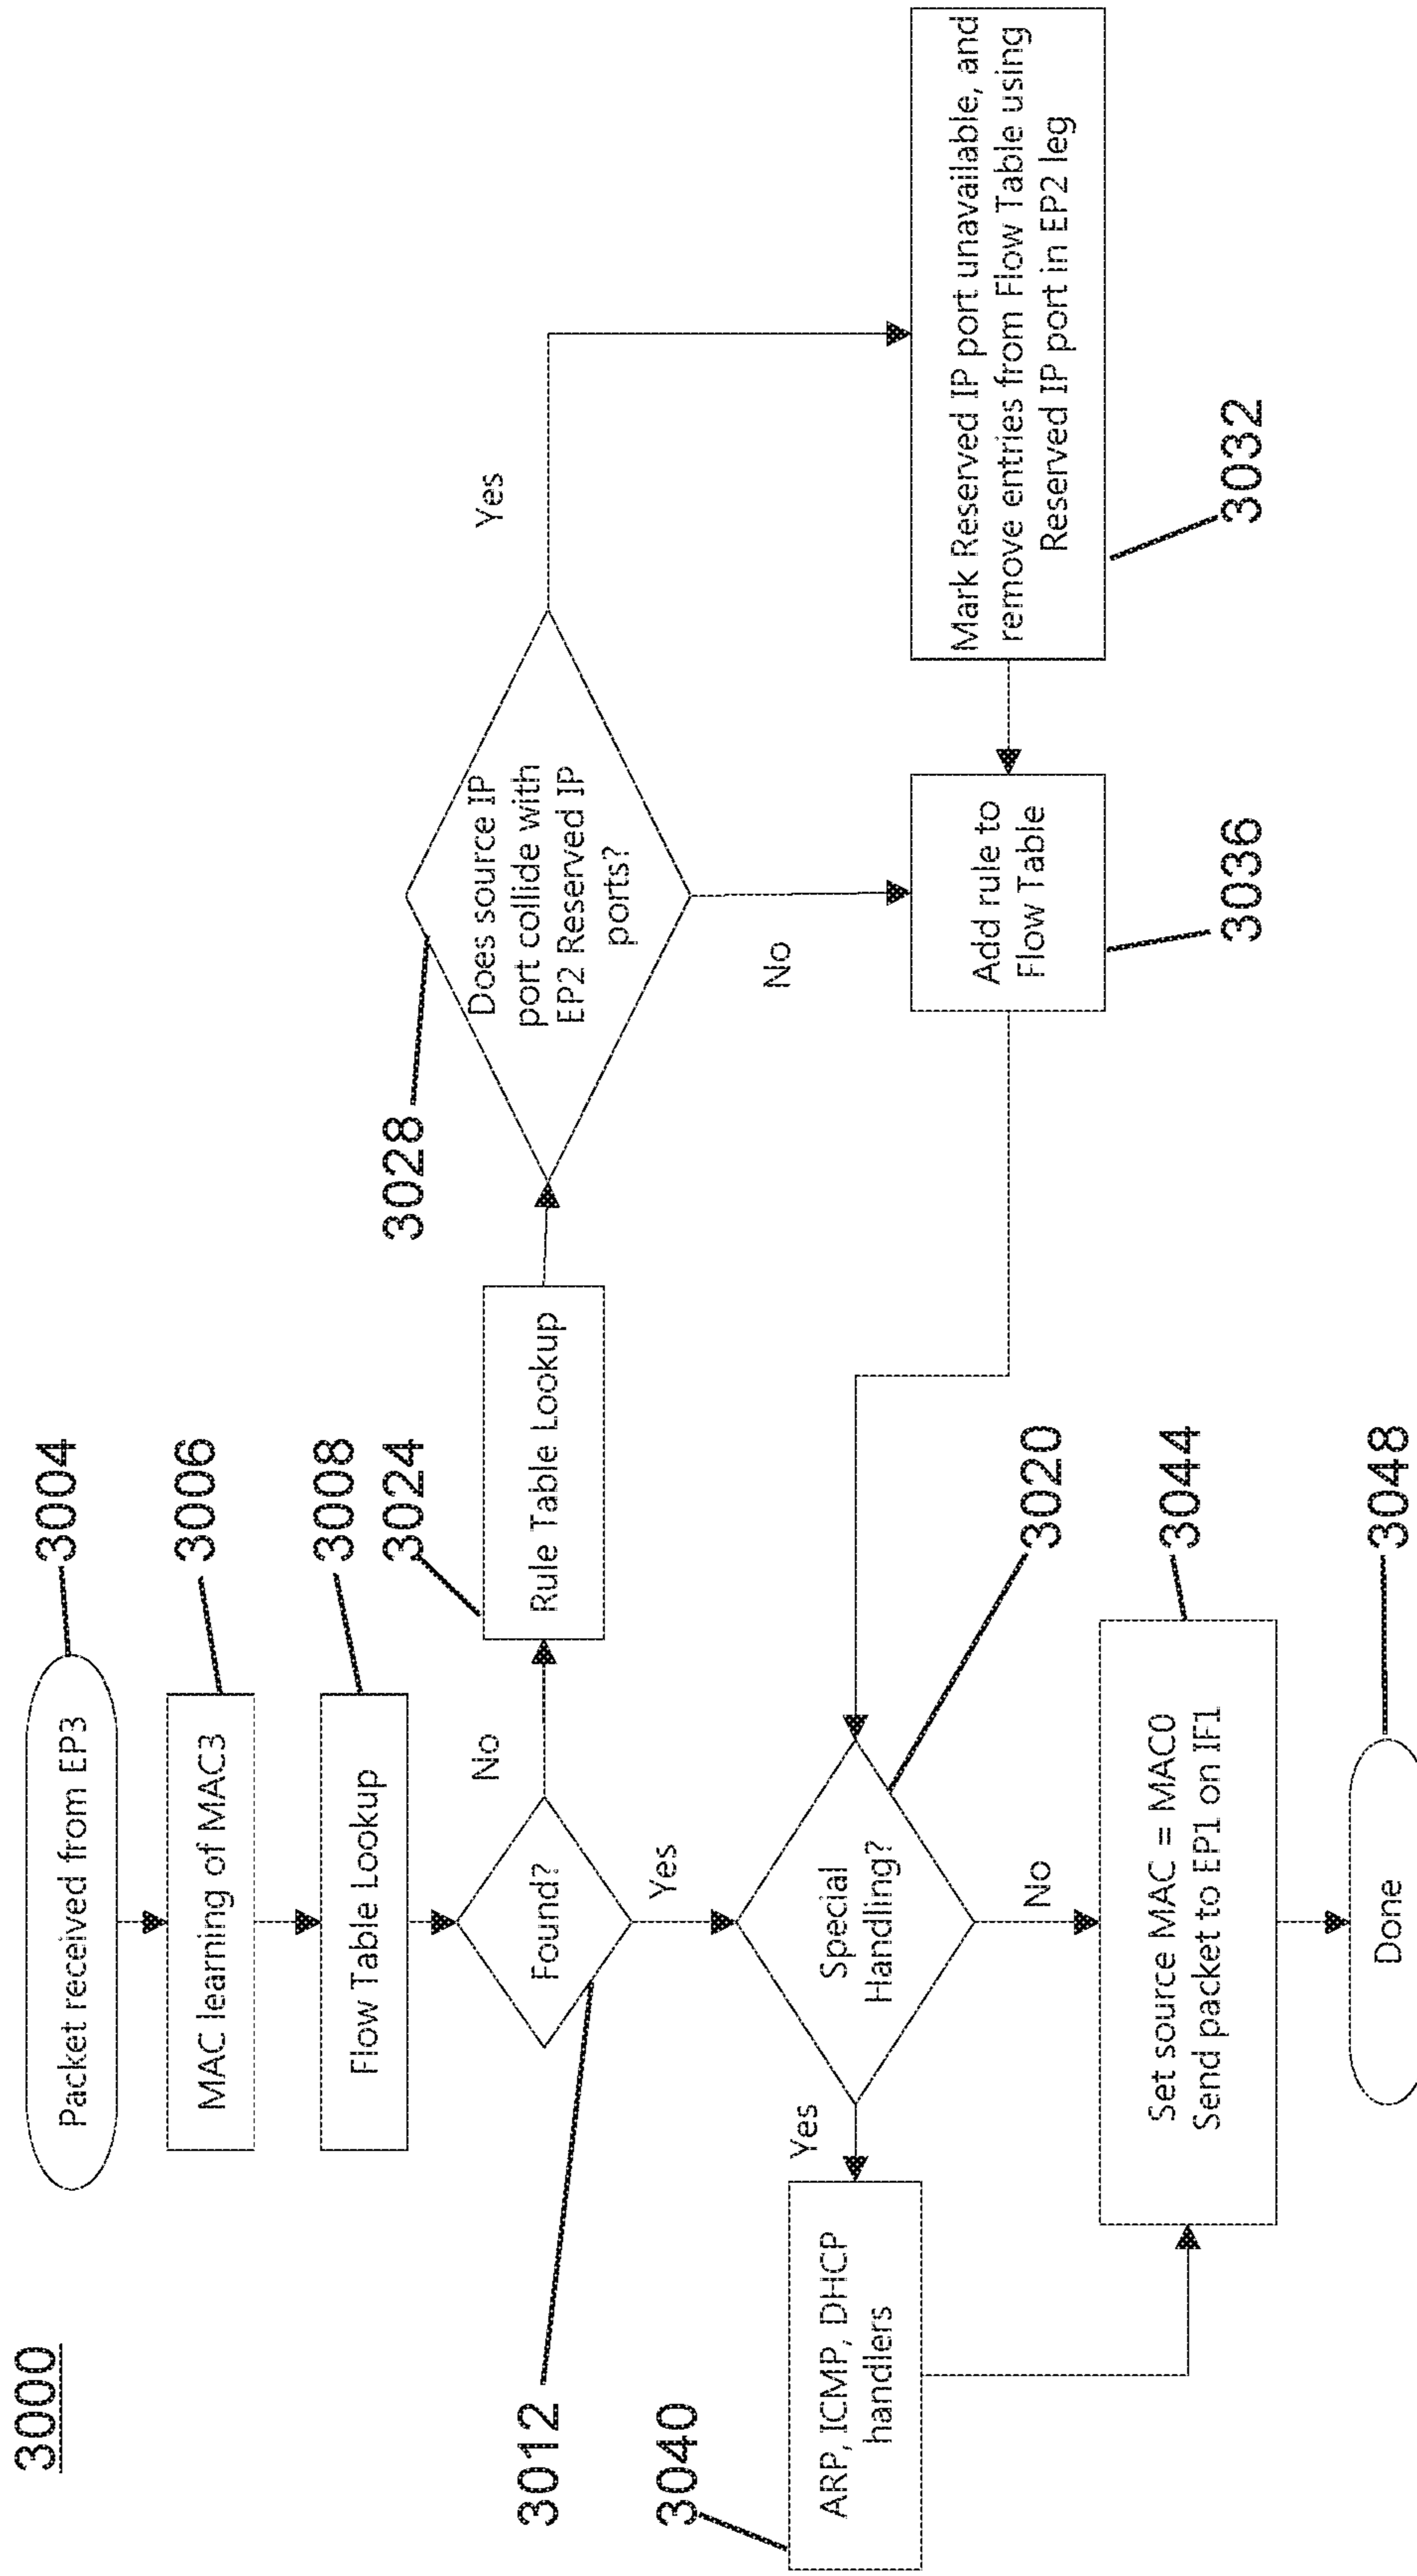 3000
Packet received from EP3
3004
MAC learning of MAC3
3006
Flow Table Lookup
3008
Found?
3012
No
Yes
Rule Table Lookup
3024
Does source IP
port collide with
EP2 Reserved IP
ports?
3028
Yes
No
Mark Reserved IP port unavailable, and
remove entries from Flow Table using
Reserved IP port in EP2 leg
3032
Add rule to
Flow Table
3036
Special
Handling?
3020
Yes
No
ARP, ICMP, DHCP
handlers
3040
Set source MAC = MAC0
Send packet to EP1 on IF1
3044
Done
3048